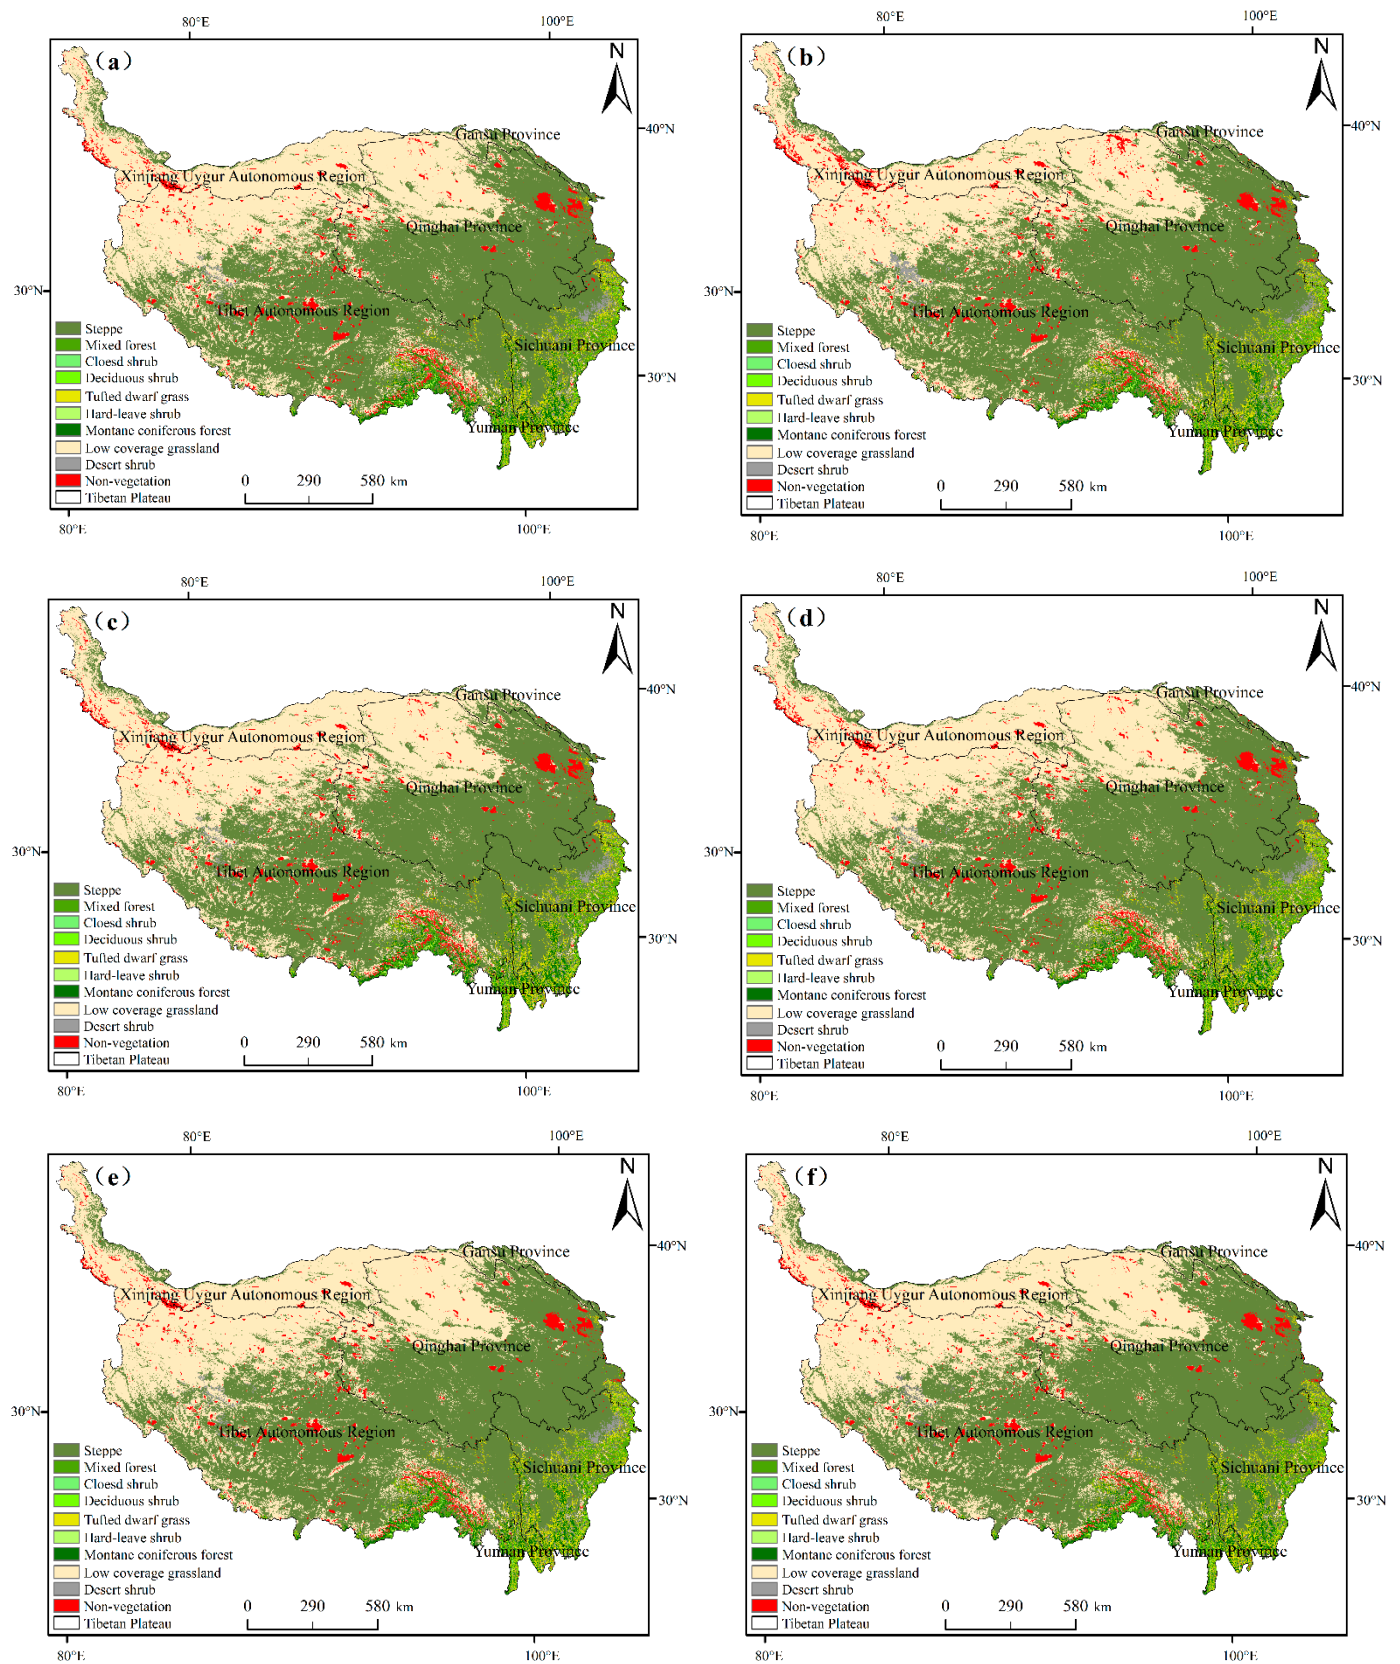 80°E
100°E
(a)
N
40°N
Gansu Province
Xinjiang Uygur Autonomous Region
Qinghai Province
30°N
Tibet Autonomous Region
Sichuani Province
30°N
Yunnan Province
Steppe
Mixed forest
Cloesd shrub
Deciduous shrub
Tufted dwarf grass
Hard-leave shrub
Montane coniferous forest
Low coverage grassland
Desert shrub
Non-vegetation
Tibetan Plateau
0 290 580 km
80°E
100°E
80°E
100°E
(b)
N
40°N
Gansu Province
Xinjiang Uygur Autonomous Region
Qinghai Province
30°N
Tibet Autonomous Region
Sichuani Province
30°N
Yunnan Province
Steppe
Mixed forest
Cloesd shrub
Deciduous shrub
Tufted dwarf grass
Hard-leave shrub
Montane coniferous forest
Low coverage grassland
Desert shrub
Non-vegetation
Tibetan Plateau
0 290 580 km
80°E
100°E
80°E
100°E
(c)
N
40°N
Gansu Province
Xinjiang Uygur Autonomous Region
Qinghai Province
30°N
Tibet Autonomous Region
Sichuani Province
30°N
Yunnan Province
Steppe
Mixed forest
Cloesd shrub
Deciduous shrub
Tufted dwarf grass
Hard-leave shrub
Montane coniferous forest
Low coverage grassland
Desert shrub
Non-vegetation
Tibetan Plateau
0 290 580 km
80°E
100°E
80°E
100°E
(d)
N
40°N
Gansu Province
Xinjiang Uygur Autonomous Region
Qinghai Province
30°N
Tibet Autonomous Region
Sichuani Province
30°N
Yunnan Province
Steppe
Mixed forest
Cloesd shrub
Deciduous shrub
Tufted dwarf grass
Hard-leave shrub
Montane coniferous forest
Low coverage grassland
Desert shrub
Non-vegetation
Tibetan Plateau
0 290 580 km
80°E
100°E
80°E
100°E
(e)
N
40°N
Gansu Province
Xinjiang Uygur Autonomous Region
Qinghai Province
30°N
Tibet Autonomous Region
Sichuani Province
30°N
Yunnan Province
Steppe
Mixed forest
Cloesd shrub
Deciduous shrub
Tufted dwarf grass
Hard-leave shrub
Montane coniferous forest
Low coverage grassland
Desert shrub
Non-vegetation
Tibetan Plateau
0 290 580 km
80°E
100°E
80°E
100°E
(f)
N
40°N
Gansu Province
Xinjiang Uygur Autonomous Region
Qinghai Province
30°N
Tibet Autonomous Region
Sichuani Province
30°N
Yunnan Province
Steppe
Mixed forest
Cloesd shrub
Deciduous shrub
Tufted dwarf grass
Hard-leave shrub
Montane coniferous forest
Low coverage grassland
Desert shrub
Non-vegetation
Tibetan Plateau
0 290 580 km
80°E
100°E